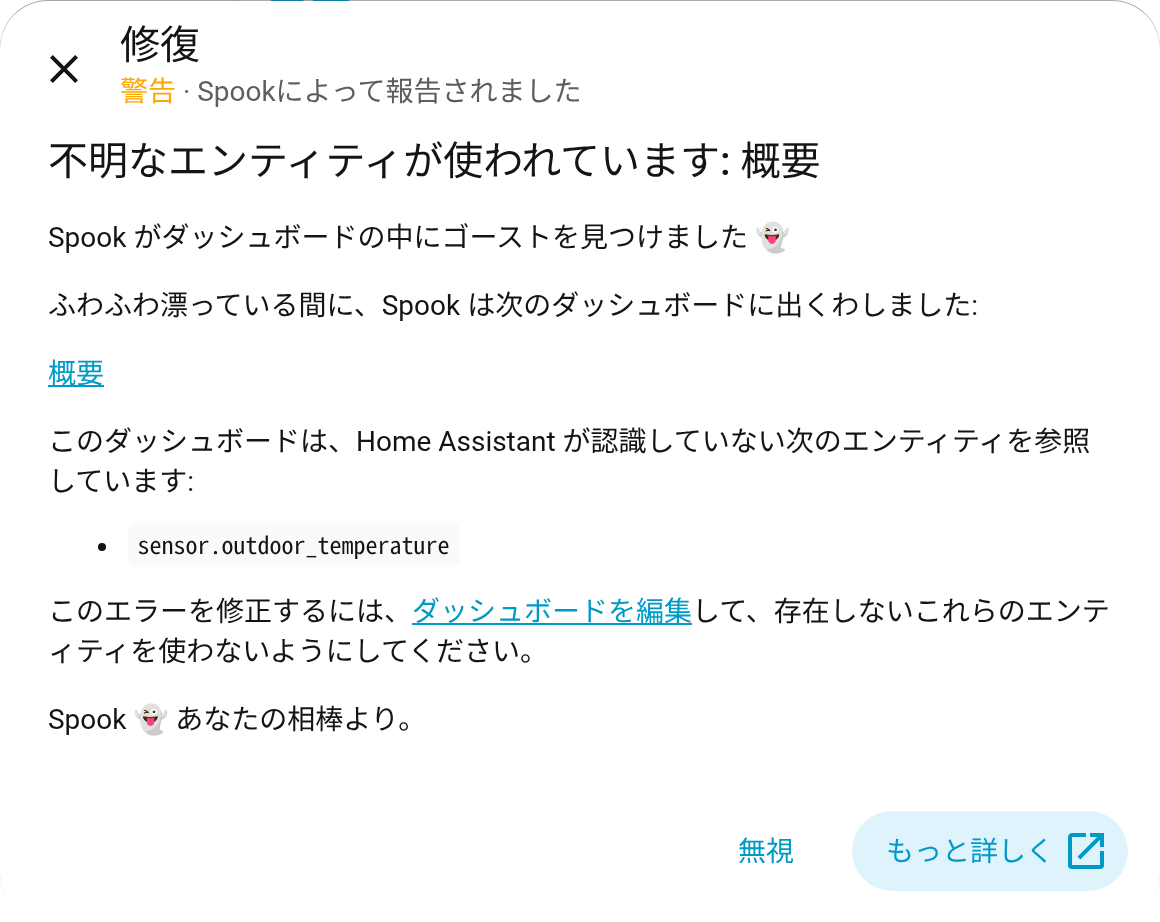 修復
警告 · Spookによって報告されました
不明なエンティティが使われています: 概要
Spook がダッシュボードの中にゴーストを見つけました 👻
ふわふわ漂っている間に、Spook は次のダッシュボードに出くわしました:
概要
このダッシュボードは、Home Assistant が認識していない次のエンティティを参照
しています:
• sensor.outdoor_temperature
このエラーを修正するには、ダッシュボードを編集して、存在しないこれらのエンテ
ィティを使わないようにしてください。
Spook 👻 あなたの相棒より。
無視
もっと詳しく